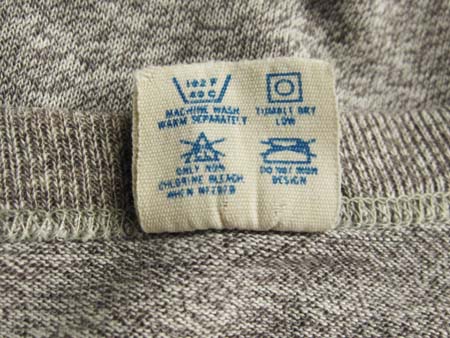 102 F
40 C
MACHINE WASH
WARM SEPARATELY
TUMBLE DRY
LOW
ONLY NON
CHLORINE BLEACH
WHEN NEEDED
DO NOT IRON
DESIGN